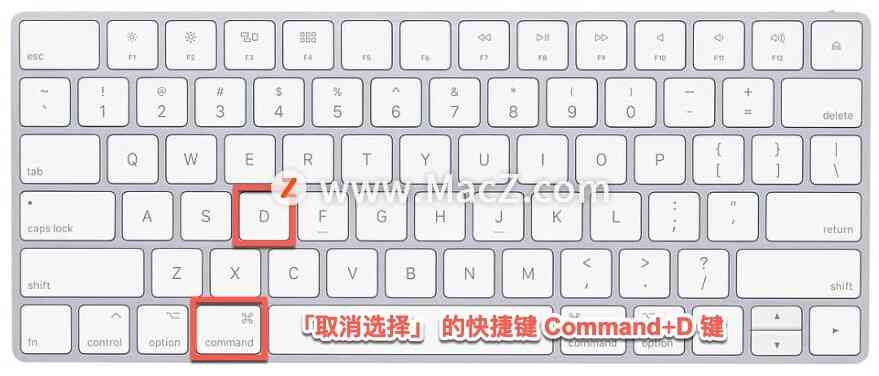 esc F1 F2 F3 F4 F5 F6 F7 F8 F9 F10 F11 F12
~ ! @ # $ % ^ & * ( ) — +
` 1 2 3 4 5 6 7 8 9 0 - = delete
tab Q W E R T Y U I O P { [ } ] | \
Z www.MacZ.com
caps lock A S D F G H J K L : ; " ' return
shift Z X C V B N M < , > . ? / shift
fn control option command command option
「取消选择」 的快捷键 Command+D 键